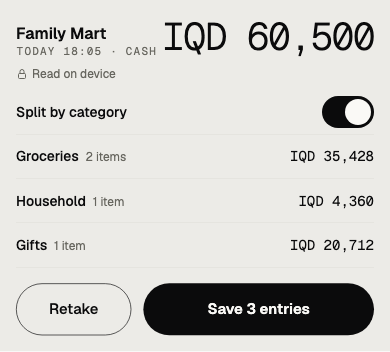 Family Mart
IQD 60,500
TODAY 18:05 · CASH
Read on device
Split by category
Groceries 2 items IQD 35,428
Household 1 item IQD 4,360
Gifts 1 item IQD 20,712
Retake Save 3 entries